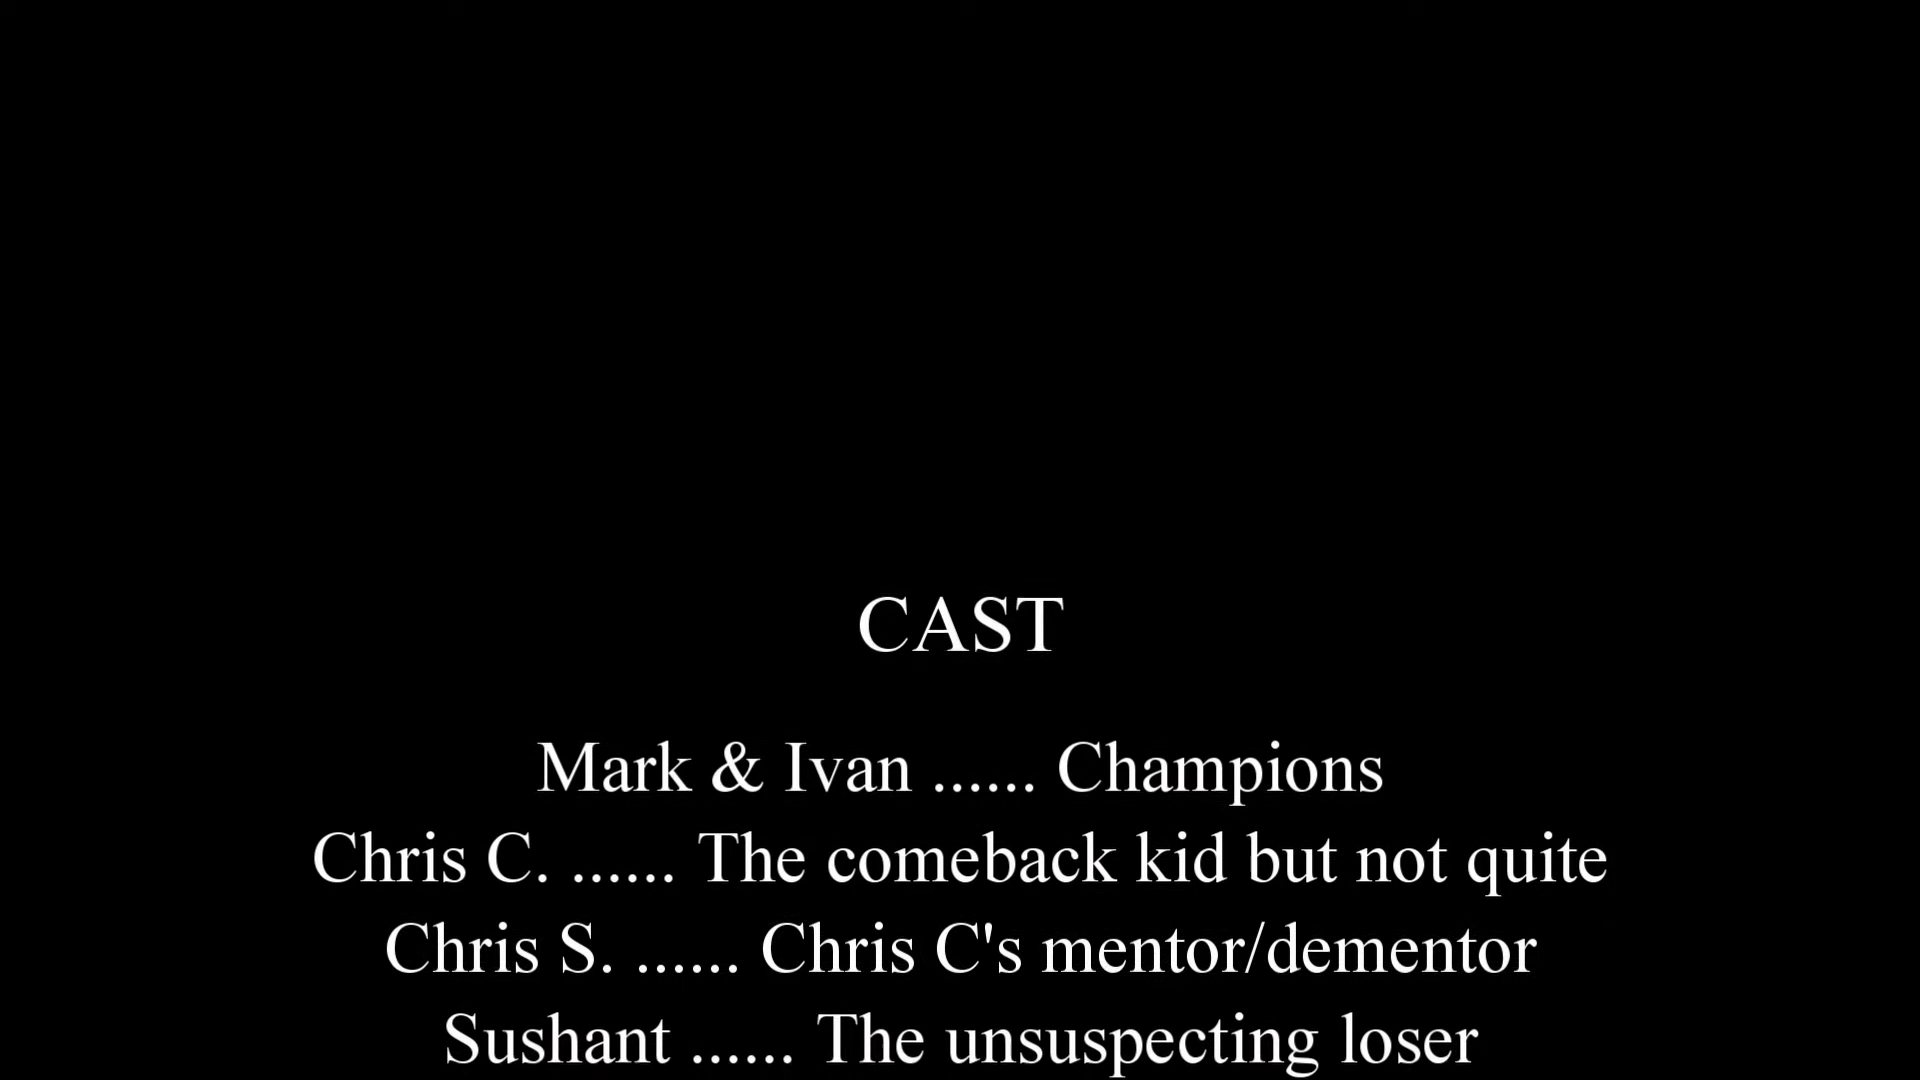 CAST
Mark & Ivan ...... Champions
Chris C. ...... The comeback kid but not quite
Chris S. ...... Chris C's mentor/dementor
Sushant ...... The unsuspecting loser